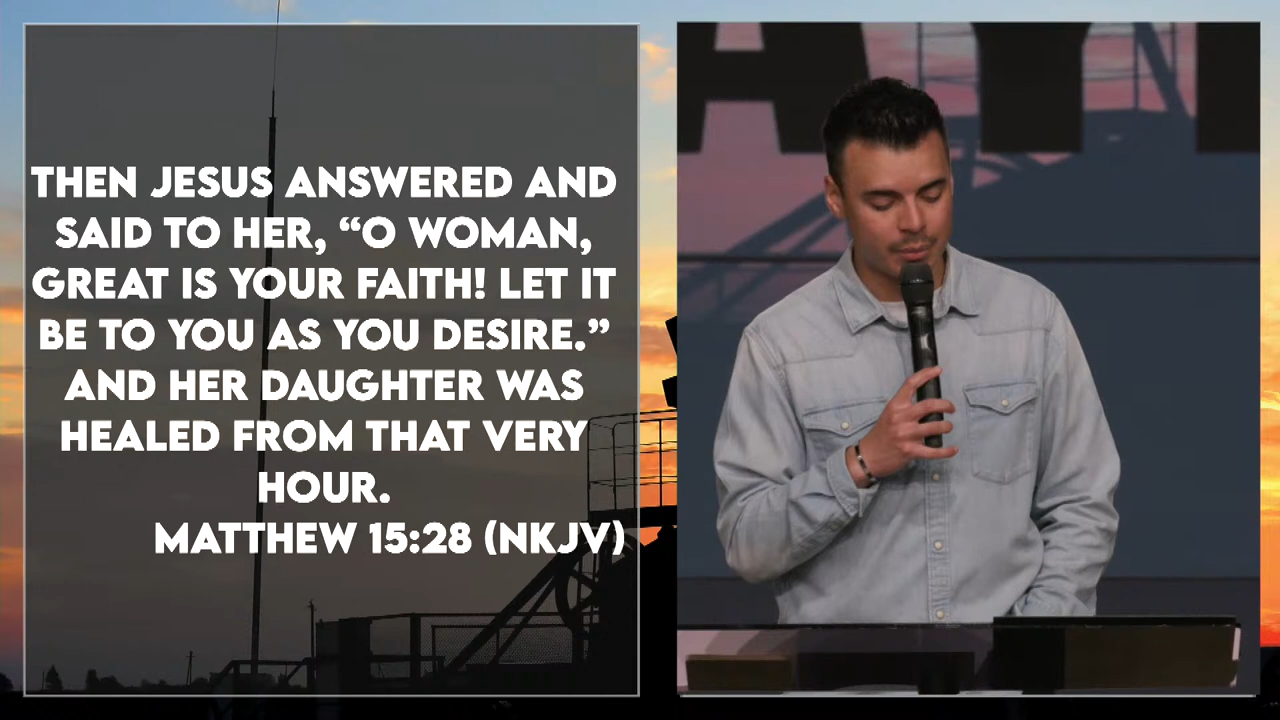 THEN JESUS ANSWERED AND
SAID TO HER, “O WOMAN,
GREAT IS YOUR FAITH! LET IT
BE TO YOU AS YOU DESIRE.”
AND HER DAUGHTER WAS
HEALED FROM THAT VERY
HOUR.
MATTHEW 15:28 (NKJV)